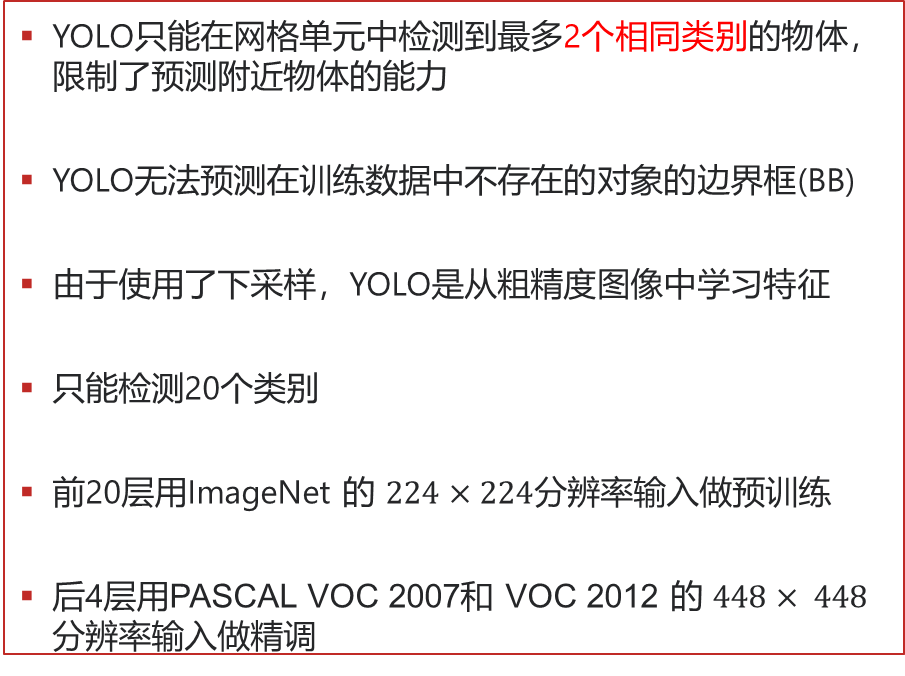 ▪ YOLO只能在网格单元中检测到最多2个相同类别的物体，
限制了预测附近物体的能力
▪ YOLO无法预测在训练数据中不存在的对象的边界框(BB)
▪ 由于使用了下采样，YOLO是从粗精度图像中学习特征
▪ 只能检测20个类别
▪ 前20层用ImageNet 的 224 × 224分辨率输入做预训练
▪ 后4层用PASCAL VOC 2007和 VOC 2012 的 448 × 448
分辨率输入做精调